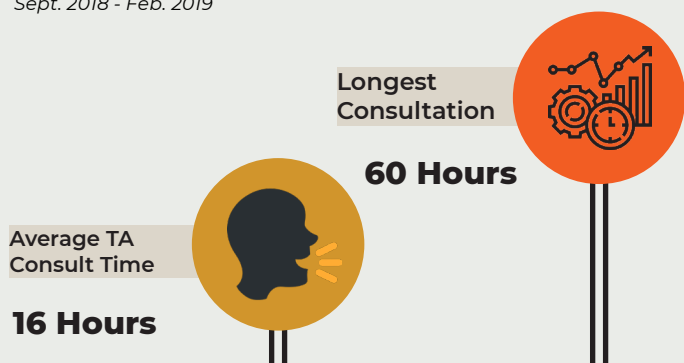 Sept. 2018 - Feb. 2019
Longest
Consultation
60 Hours
Average TA
Consult Time
16 Hours